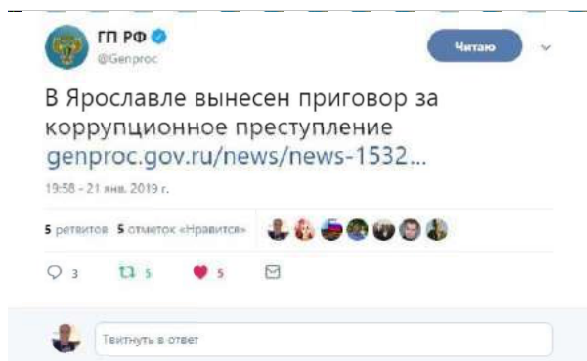 ГП РФ
@Genproc
Читаю
В Ярославле вынесен приговор за
коррупционное преступление
genproc.gov.ru/news/news-1532...
19:58 - 21 янв. 2019 г.
5 ретвитов 5 отметок «Нравится»
3 5 5
Твитнуть в ответ